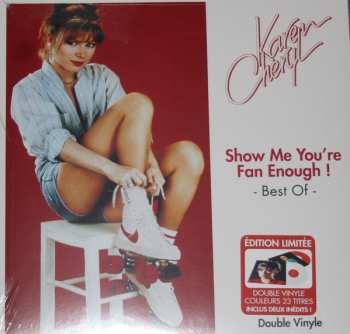 Karen
Cheryl
Show Me You're
Fan Enough !
- Best Of -
ÉDITION LIMITÉE
DOUBLE VINYLE
COULEURS 23 TITRES
INCLUS DEUX INÉDITS !
Double Vinyle